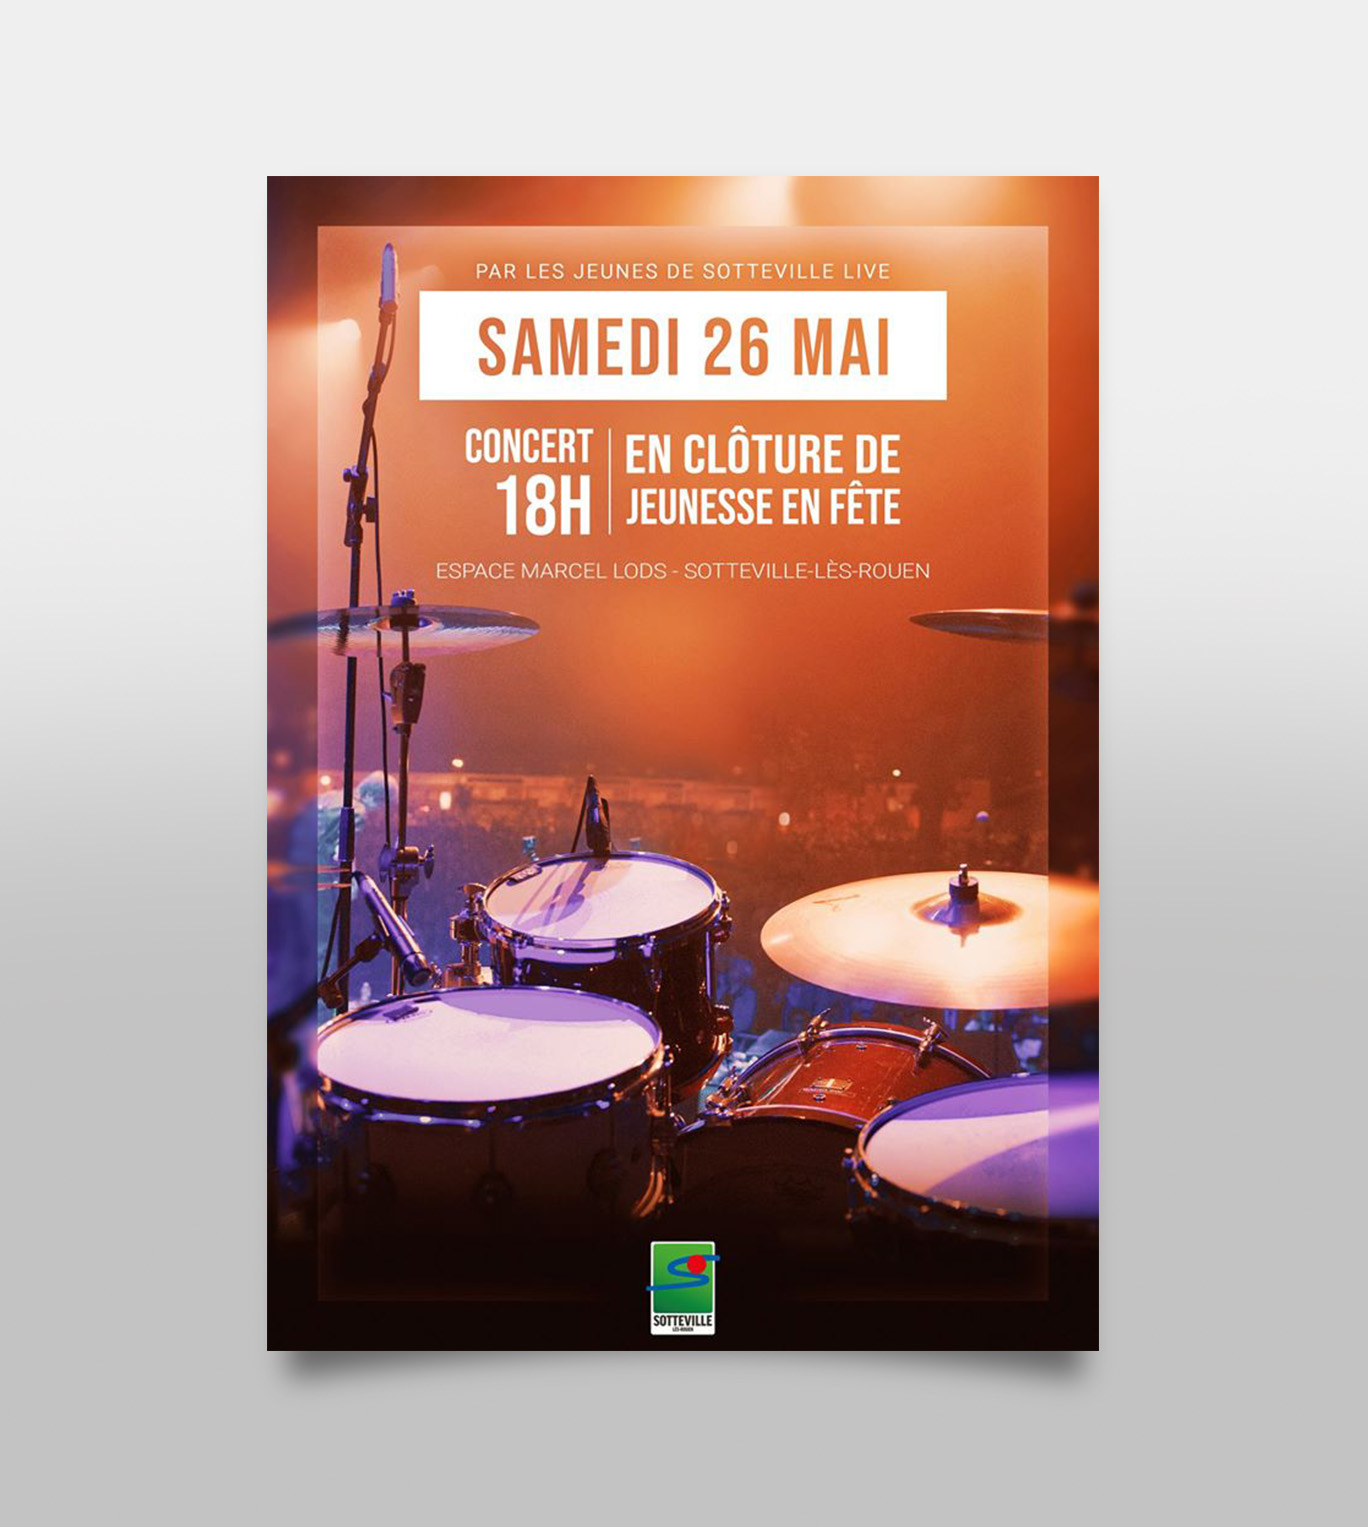 PAR LES JEUNES DE SOTTEVILLE LIVE
SAMEDI 26 MAI
CONCERT
18H
EN CLÔTURE DE
JEUNESSE EN FÊTE
ESPACE MARCEL LODS - SOTTEVILLE-LÈS-ROUEN
SOTTEVILLE
LÈS-ROUEN